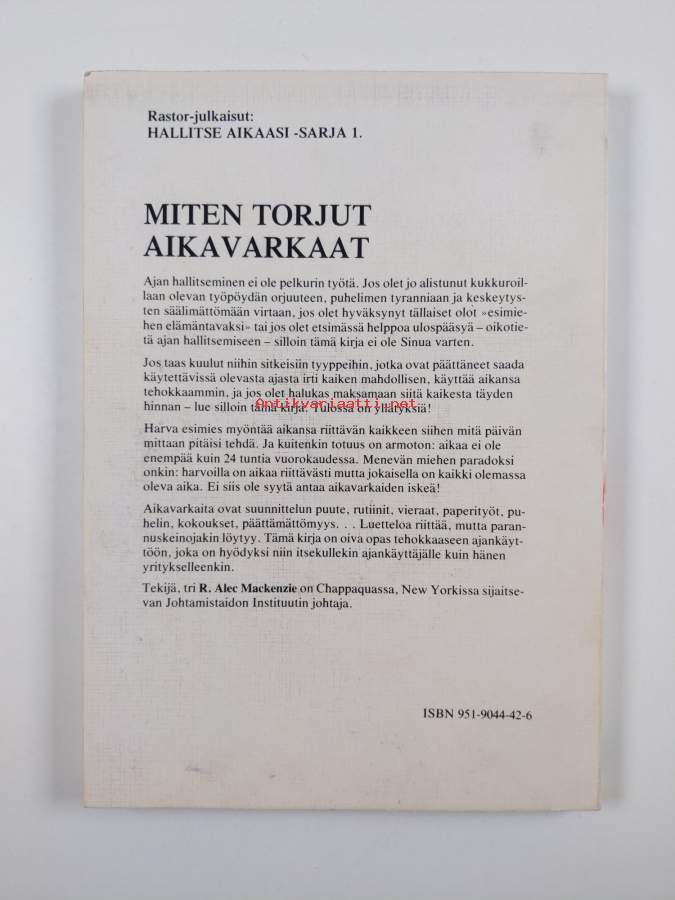 Rastor-julkaisut:
HALLITSE AIKAASI -SARJA 1.
MITEN TORJUT
AIKAVARKAAT
Ajan hallitseminen ei ole pelkurin työtä. Jos olet jo alistunut kukkuroil-
laan olevan työpöydän orjuuteen, puhelimen tyranniaan ja keskeytys-
ten säälimättömään virtaan, jos olet hyväksynyt tällaiset olot »esimie-
hen elämäntavaksi» tai jos olet etsimässä helppoa ulospääsyä – oikotie-
tä ajan hallitsemiseen – silloin tämä kirja ei ole Sinua varten.
Jos taas kuulut niihin sitkeisiin tyyppeihin, jotka ovat päättäneet saada
käytettävissä olevasta ajasta irti kaiken mahdollisen, käyttää aikansa
tehokkaammin, ja jos olet halukas maksamaan siitä kaikesta täyden
Antikvariaatti.net
hinnan – lue silloin tämä kirja. Tulossa on yllätyksiä!
Harva esimies myöntää aikansa riittävän kaikkeen siihen mitä päivän
mittaan pitäisi tehdä. Ja kuitenkin totuus on armoton: aikaa ei ole
enempää kuin 24 tuntia vuorokaudessa. Menevän miehen paradoksi
onkin: harvoilla on aikaa riittävästi mutta jokaisella on kaikki olemassa
oleva aika. Ei siis ole syytä antaa aikavarkaiden iskeä!
Aikavarkaita ovat suunnittelun puute, rutiinit, vieraat, paperityöt, pu-
helin, kokoukset, päättämättömyys. . . Luetteloa riittää, mutta paran-
nuskeinojakin löytyy. Tämä kirja on oiva opas tehokkaaseen ajankäyt-
töön, joka on hyödyksi niin itsekullekin ajankäyttäjälle kuin hänen
yritykselleenkin.
Tekijä, tri R. Alec Mackenzie on Chappaquassa, New Yorkissa sijaitse-
van Johtamistaidon Instituutin johtaja.
ISBN 951-9044-42-6